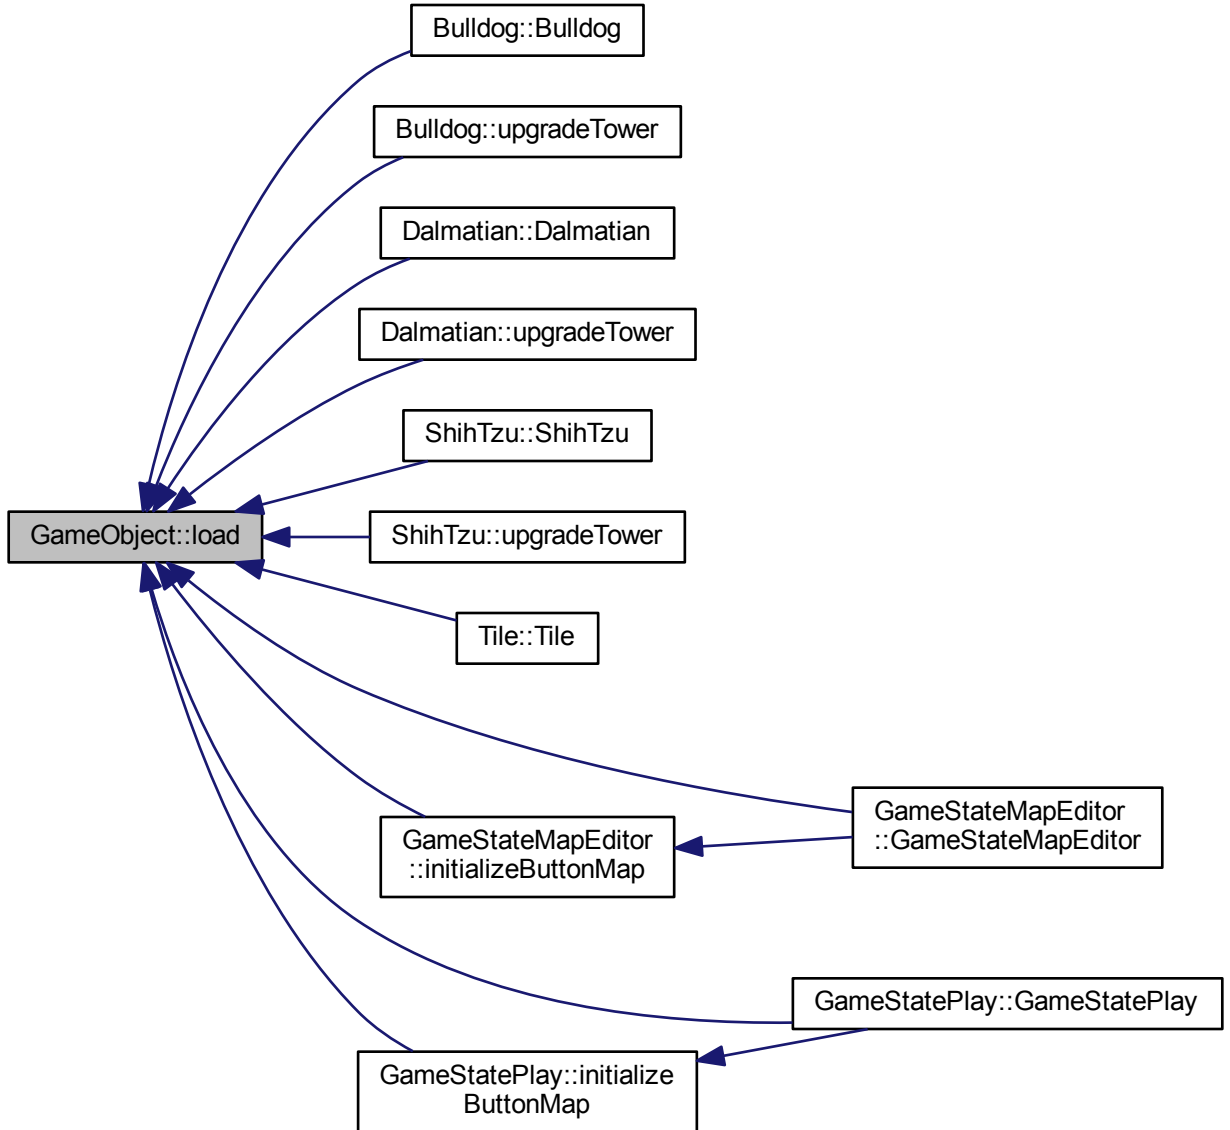 Bulldog::Bulldog
Bulldog::upgradeTower
Dalmatian::Dalmatian
Dalmatian::upgradeTower
ShihTzu::ShihTzu
GameObject::load
ShihTzu::upgradeTower
Tile::Tile
GameStateMapEditor
::GameStateMapEditor
GameStateMapEditor
::initializeButtonMap
GameStatePlay::GameStatePlay
GameStatePlay::initialize
ButtonMap